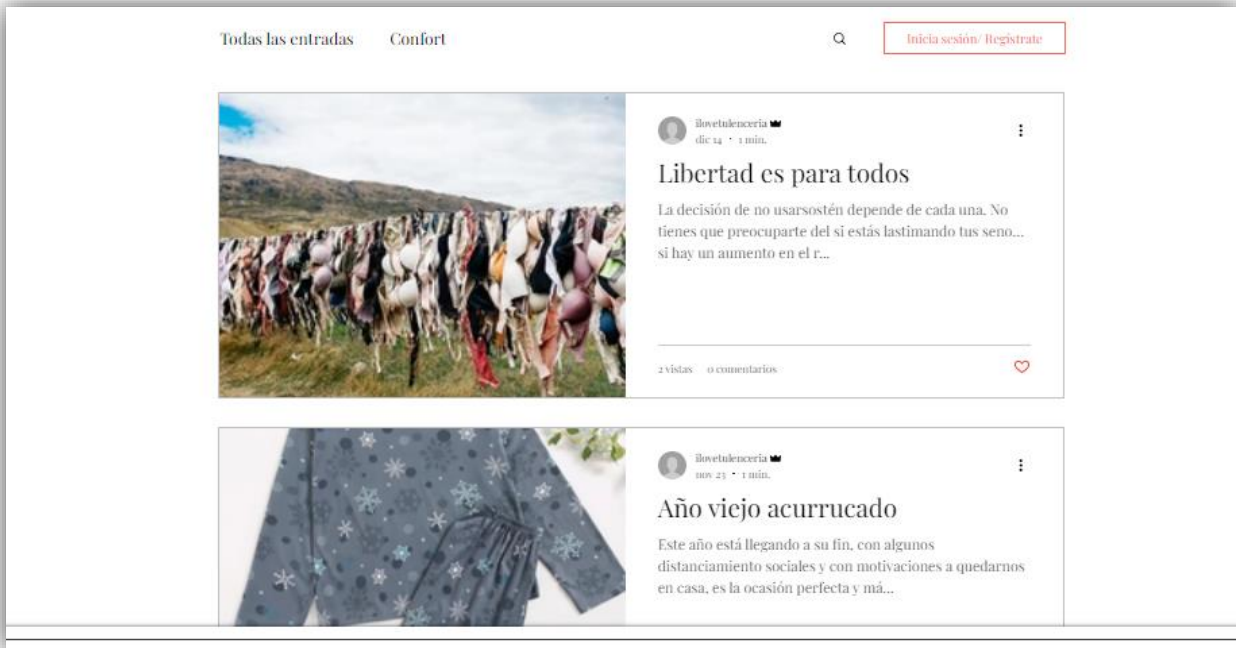 Todas las entradas Confort Inicia sesión/ Regístrate
ilovetulenceria
dic 14 · 1 min.
Libertad es para todos
La decisión de no usarsostén depende de cada una. No
tienes que preocuparte del si estás lastimando tus seno...
si hay un aumento en el r...
2 vistas 0 comentarios
ilovetulenceria
nov 23 · 1 min.
Año viejo acurrucado
Este año está llegando a su fin, con algunos
distanciamiento sociales y con motivaciones a quedarnos
en casa, es la ocasión perfecta y má...